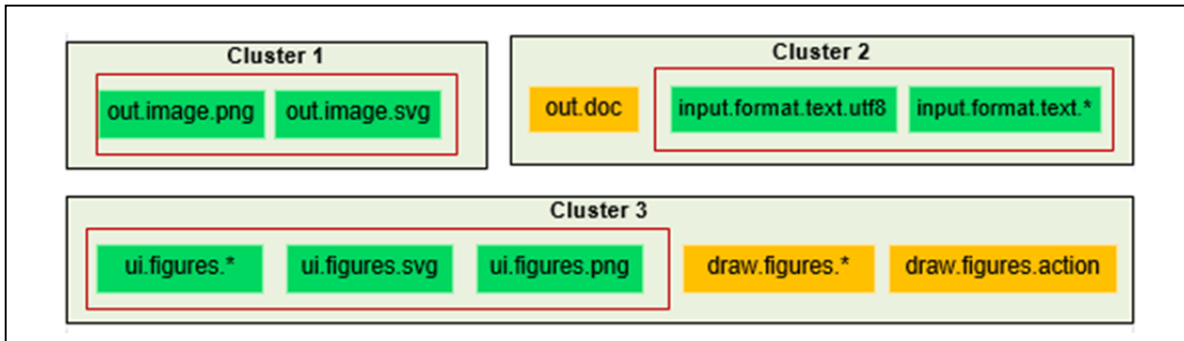 Cluster 1
out.image.png out.image.svg
Cluster 2
out.doc input.format.text.utf8 input.format.text.*
Cluster 3
ui.figures.* ui.figures.svg ui.figures.png draw.figures.* draw.figures.action